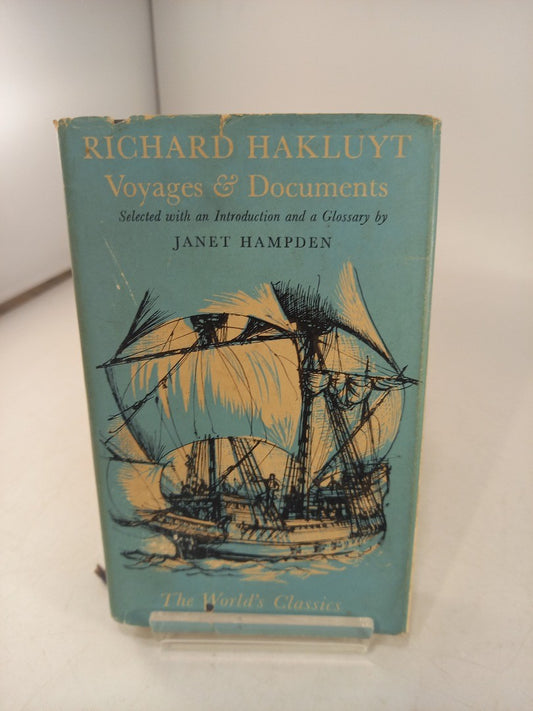 RICHARD HAKLUYT
Voyages & Documents
Selected with an Introduction and a Glossary by
JANET HAMPDEN
The World's Classics